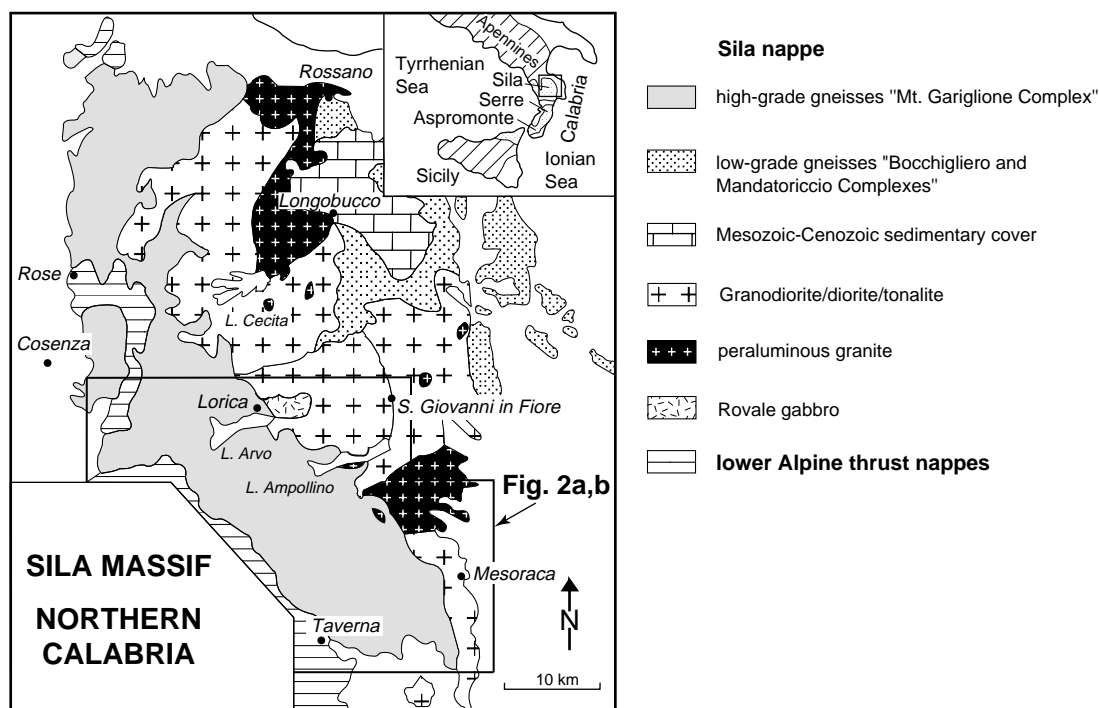 Apennines
Tyrrhenian
Sea
Sila
Serre
Aspromonte
Calabria
Ionian
Sea
Sicily
Rossano
Longobucco
Rose
L. Cecita
Cosenza
Lorica
S. Giovanni in Fiore
L. Arvo
L. Ampollino
Fig. 2a,b
SILA MASSIF
NORTHERN
CALABRIA
Mesoraca
Taverna
N
10 km
Sila nappe
high-grade gneisses "Mt. Gariglione Complex"
low-grade gneisses "Bocchigliero and
Mandatoriccio Complexes"
Mesozoic-Cenozoic sedimentary cover
Granodiorite/diorite/tonalite
peraluminous granite
Rovale gabbro
lower Alpine thrust nappes